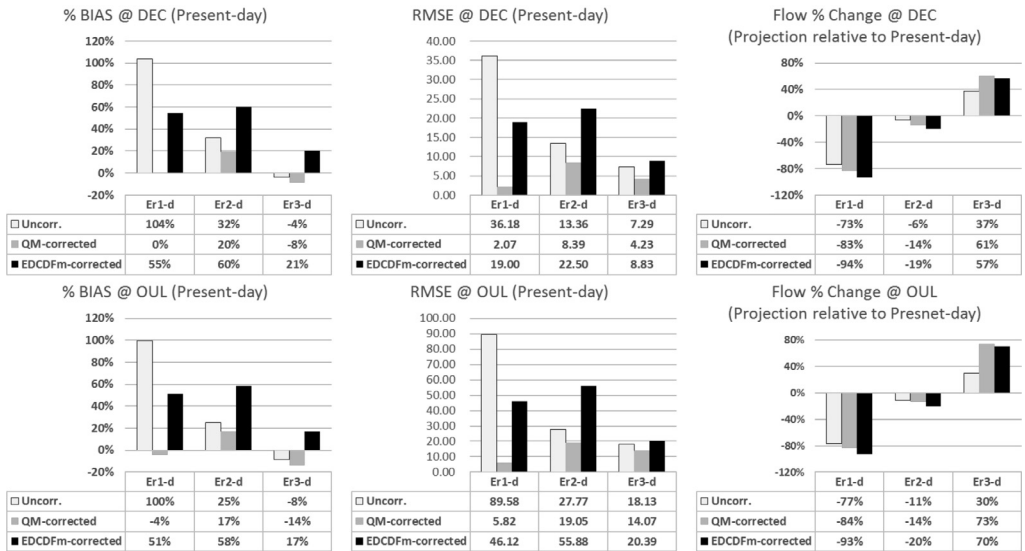 % BIAS @ DEC (Present-day)
120%
100%
80%
60%
40%
20%
0%
-20%
Er1-d Er2-d Er3-d
Uncorr. 104% 32% -4%
QM-corrected 0% 20% -8%
EDCDFm-corrected 55% 60% 21%
RMSE @ DEC (Present-day)
40.00
35.00
30.00
25.00
20.00
15.00
10.00
5.00
0.00
Er1-d Er2-d Er3-d
Uncorr. 36.18 13.36 7.29
QM-corrected 2.07 8.39 4.23
EDCDFm-corrected 19.00 22.50 8.83
Flow % Change @ DEC
(Projection relative to Present-day)
80%
40%
0%
-40%
-80%
-120%
Er1-d Er2-d Er3-d
Uncorr. -73% -6% 37%
QM-corrected -83% -14% 61%
EDCDFm-corrected -94% -19% 57%
% BIAS @ OUL (Present-day)
120%
100%
80%
60%
40%
20%
0%
-20%
Er1-d Er2-d Er3-d
Uncorr. 100% 25% -8%
QM-corrected -4% 17% -14%
EDCDFm-corrected 51% 58% 17%
RMSE @ OUL (Present-day)
100.00
90.00
80.00
70.00
60.00
50.00
40.00
30.00
20.00
10.00
0.00
Er1-d Er2-d Er3-d
Uncorr. 89.58 27.77 18.13
QM-corrected 5.82 19.05 14.07
EDCDFm-corrected 46.12 55.88 20.39
Flow % Change @ OUL
(Projection relative to Presnet-day)
80%
40%
0%
-40%
-80%
-120%
Er1-d Er2-d Er3-d
Uncorr. -77% -11% 30%
QM-corrected -84% -14% 73%
EDCDFm-corrected -93% -20% 70%